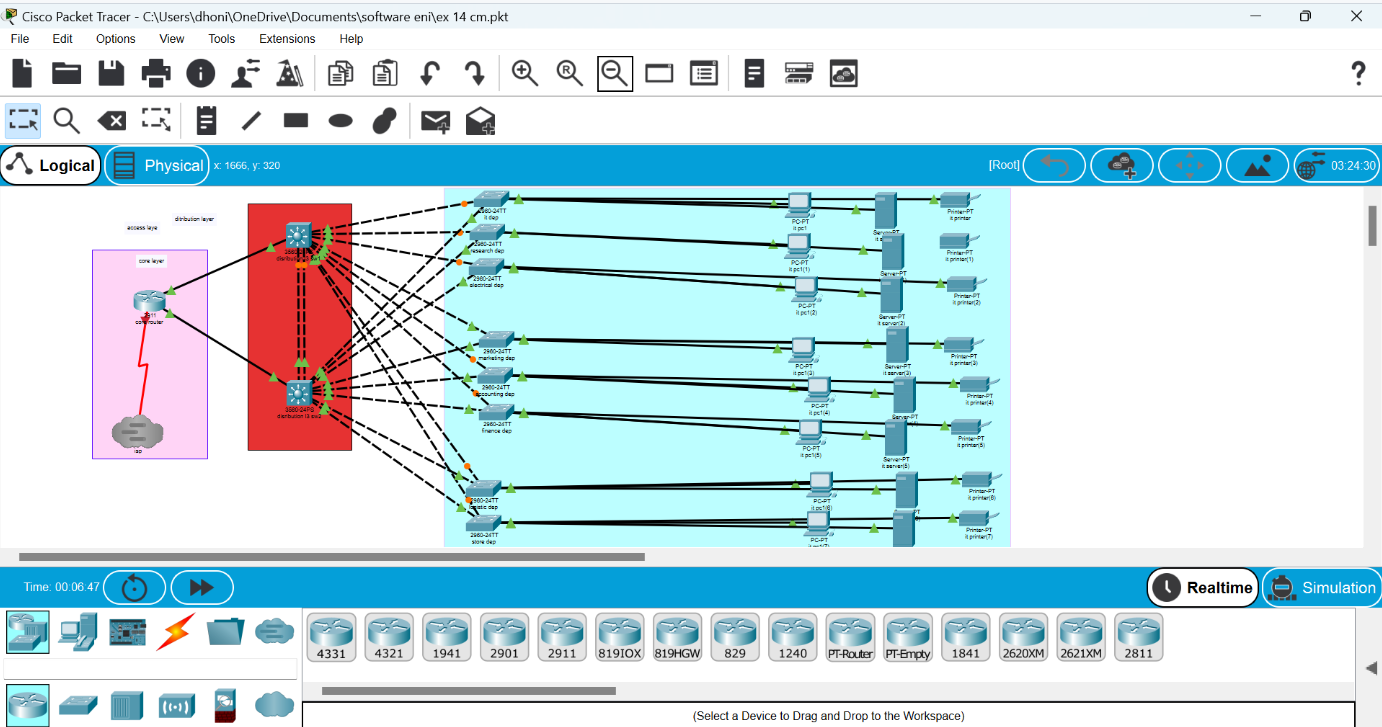 Cisco Packet Tracer - C:\Users\dhoni\OneDrive\Documents\software eni\ex 14 cm.pkt
File Edit Options View Tools Extensions Help
Logical Physical x: 1666, y: 320 [Root] 03:24:30
access laye
ditribution layer
core layer
core router
isp
3560-24PS
distribution l3 sw2
2960-24TT
it dep
2960-24TT
research dep
2960-24TT
electrical dep
2960-24TT
marketing dep
2960-24TT
accounting dep
2960-24TT
finence dep
2960-24TT
logistic dep
2960-24TT
store dep
PC-PT
it pc1
PC-PT
it pc1(1)
PC-PT
it pc1(2)
PC-PT
it pc1(3)
PC-PT
it pc1(4)
PC-PT
it pc1(5)
PC-PT
it pc1(6)
PC-PT
it pc1(7)
Server-PT
Server-PT
Server-PT
it server(2)
Server-PT
it server(3)
Server-PT
Server-PT
it server(5)
Printer-PT
it printer
Printer-PT
it printer(1)
Printer-PT
it printer(2)
Printer-PT
it printer(3)
Printer-PT
it printer(4)
Printer-PT
it printer(5)
Printer-PT
it printer(6)
Printer-PT
it printer(7)
Time: 00:06:47 Realtime Simulation
4331 4321 1941 2901 2911 819IOX 819HGW 829 1240 PT-Router PT-Empty 1841 2620XM 2621XM 2811
(Select a Device to Drag and Drop to the Workspace)